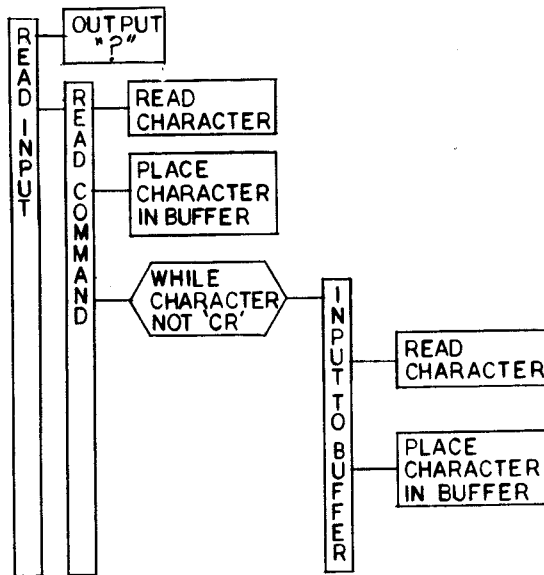 READ INPUT
OUTPUT
"?"
READ COMMAND
READ
CHARACTER
PLACE
CHARACTER
IN BUFFER
WHILE
CHARACTER
NOT 'CR'
INPUT TO BUFFER
READ
CHARACTER
PLACE
CHARACTER
IN BUFFER